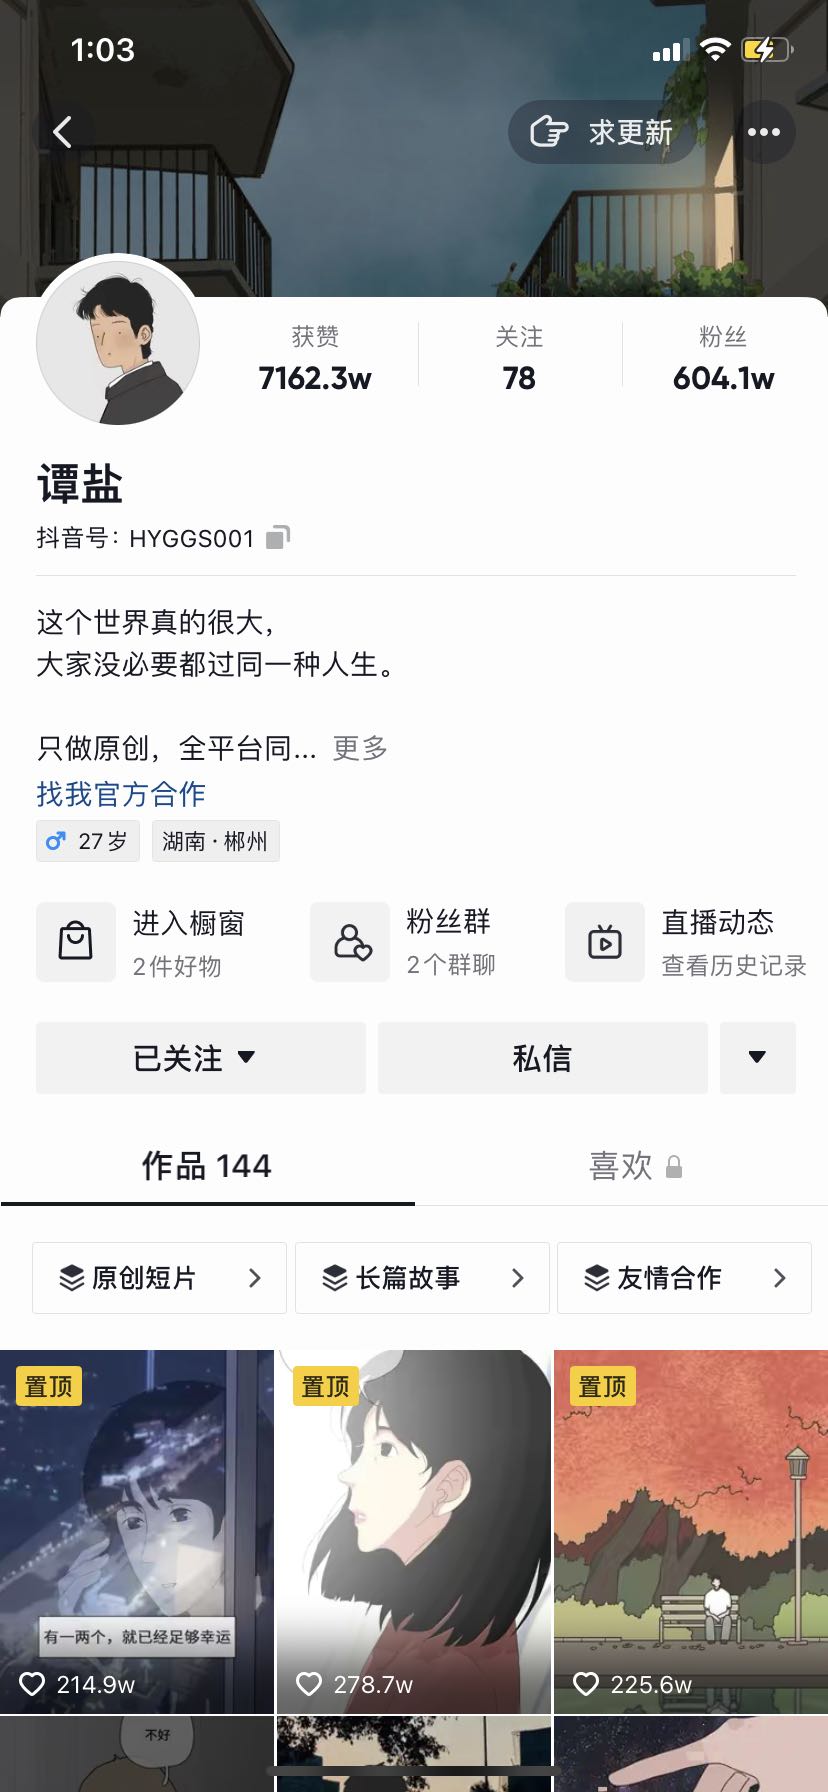 1:03
求更新
获赞
7162.3w
关注
78
粉丝
604.1w
谭盐
抖音号：HYGGS001
这个世界真的很大，
大家没必要都过同一种人生。
只做原创，全平台同... 更多
找我官方合作
27岁
湖南·郴州
进入橱窗
2件好物
粉丝群
2个群聊
直播动态
查看历史记录
已关注
私信
作品 144
喜欢
原创短片
长篇故事
友情合作
置顶
有一两个，就已经足够幸运
214.9w
置顶
278.7w
置顶
225.6w
不好